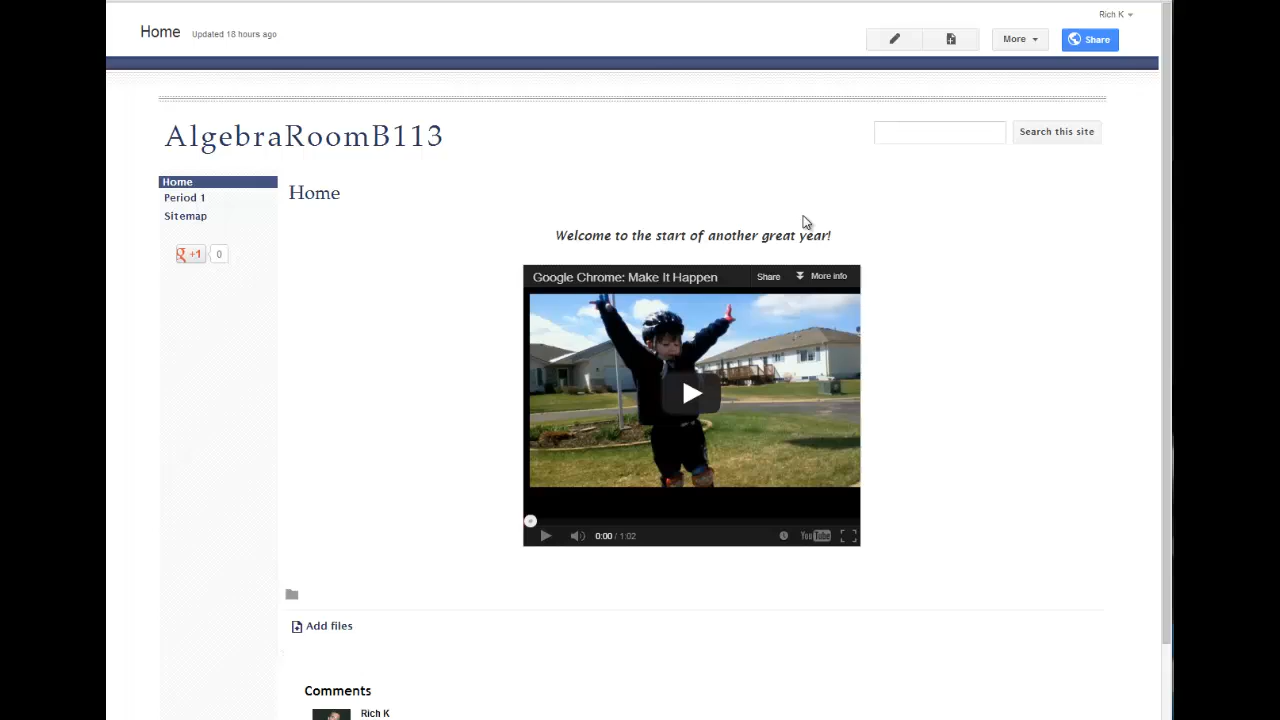 Rich K
Home Updated 18 hours ago
More
Share
AlgebraRoomB113
Search this site
Home
Period 1
Sitemap
g +1 0
Home
Welcome to the start of another great year!
Google Chrome: Make It Happen Share More info
0:00 / 1:02 YouTube
Add files
Comments
Rich K